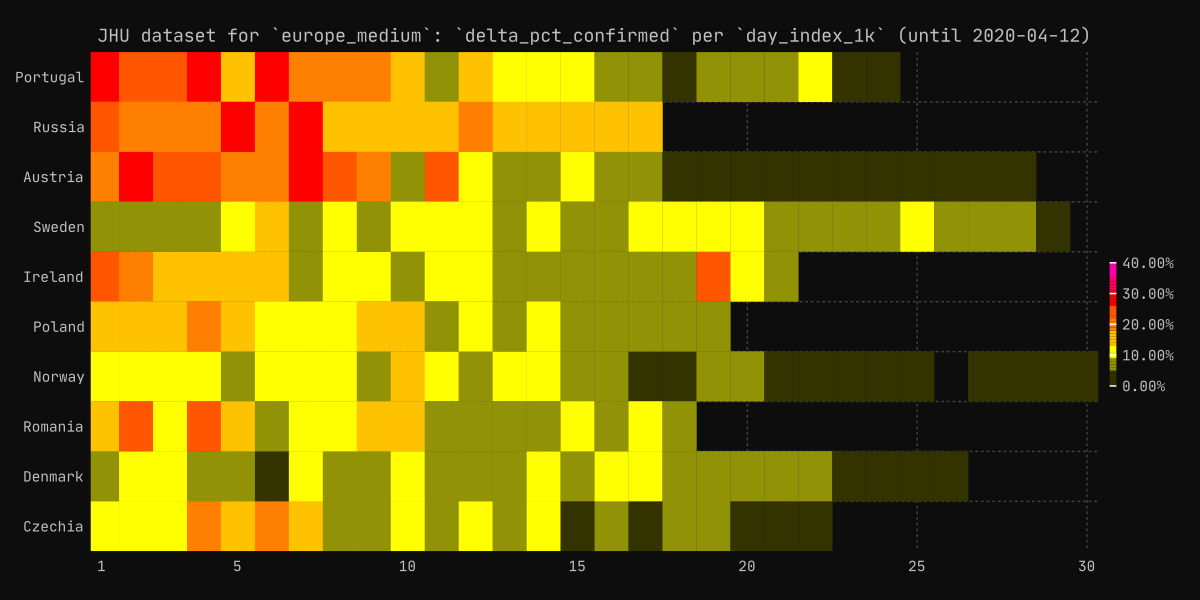 JHU dataset for `europe_medium`: `delta_pct_confirmed` per `day_index_1k` (until 2020-04-12)
Portugal
Russia
Austria
Sweden
Ireland
Poland
Norway
Romania
Denmark
Czechia
40.00%
30.00%
20.00%
10.00%
0.00%
1 5 10 15 20 25 30